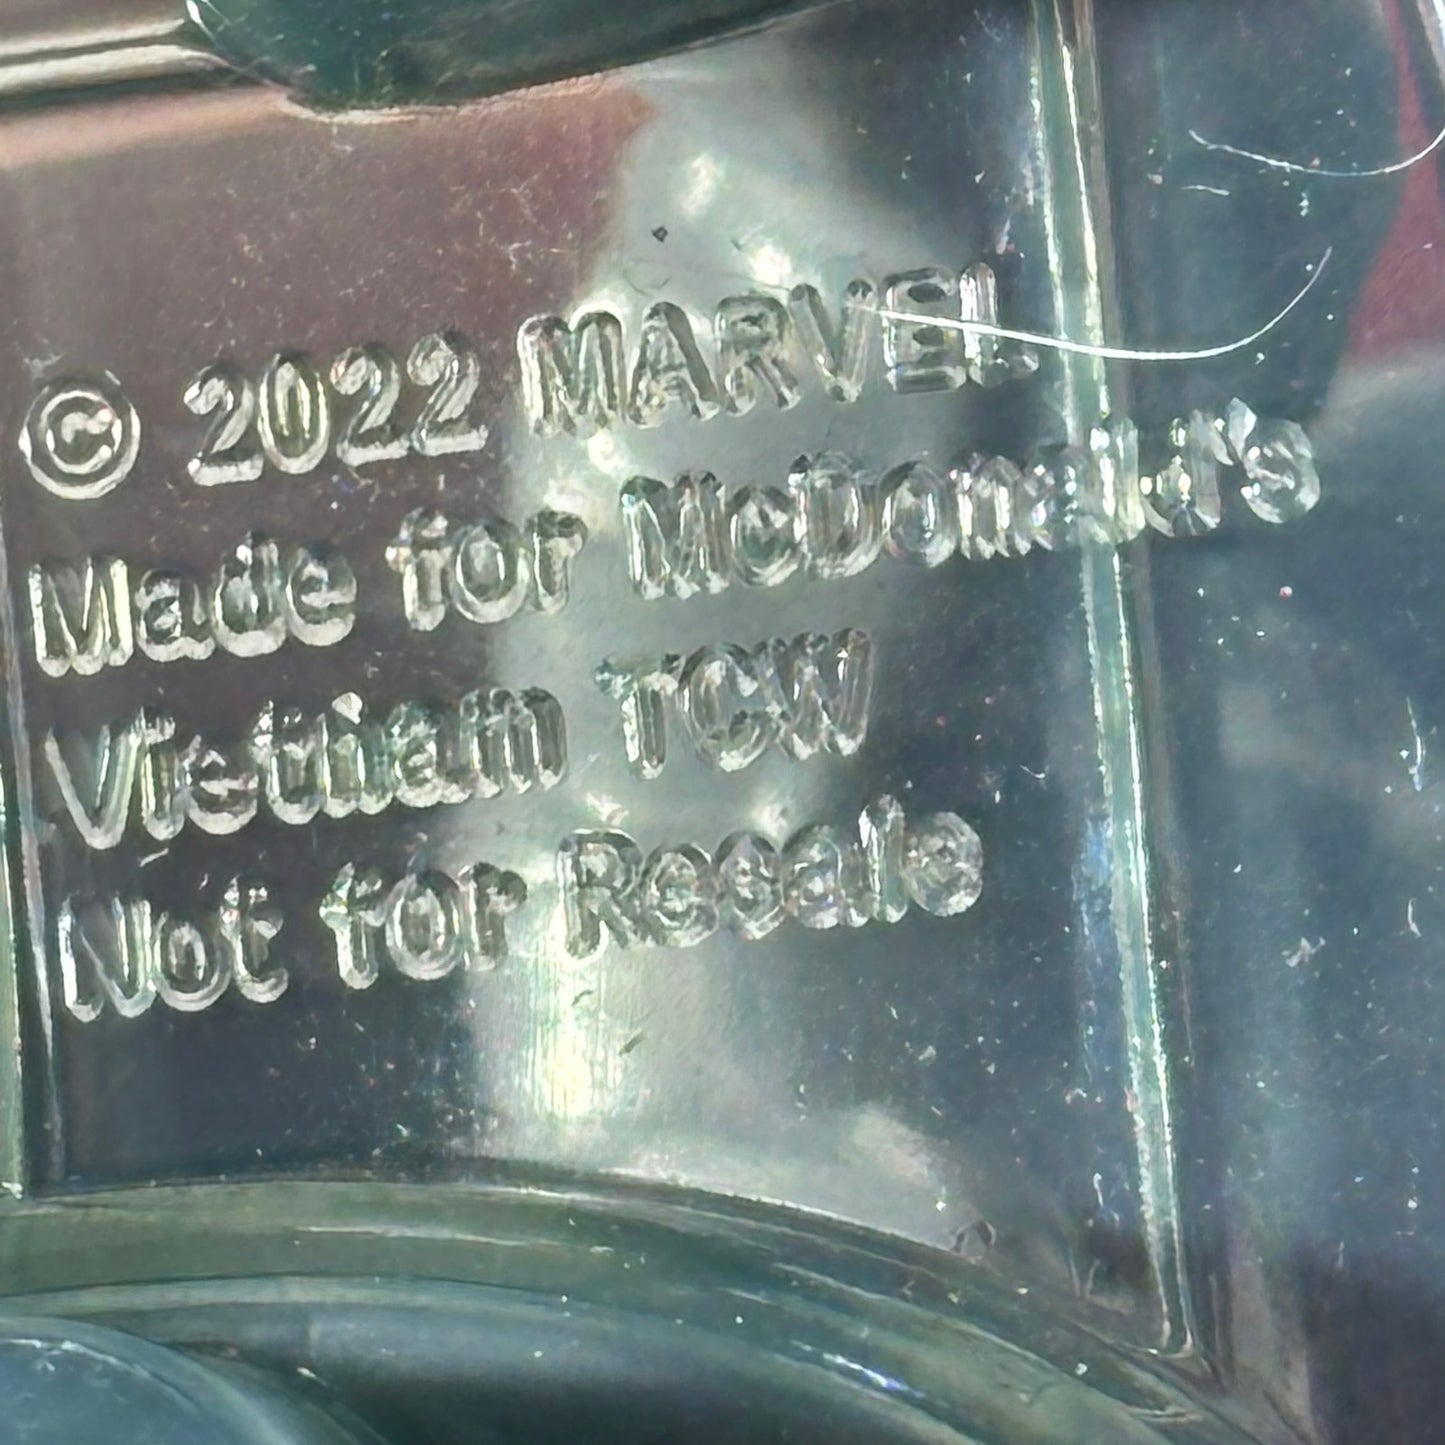 © 2022 MARVEL
Made for McDonald's
Vietnam TCW
Not for Resale